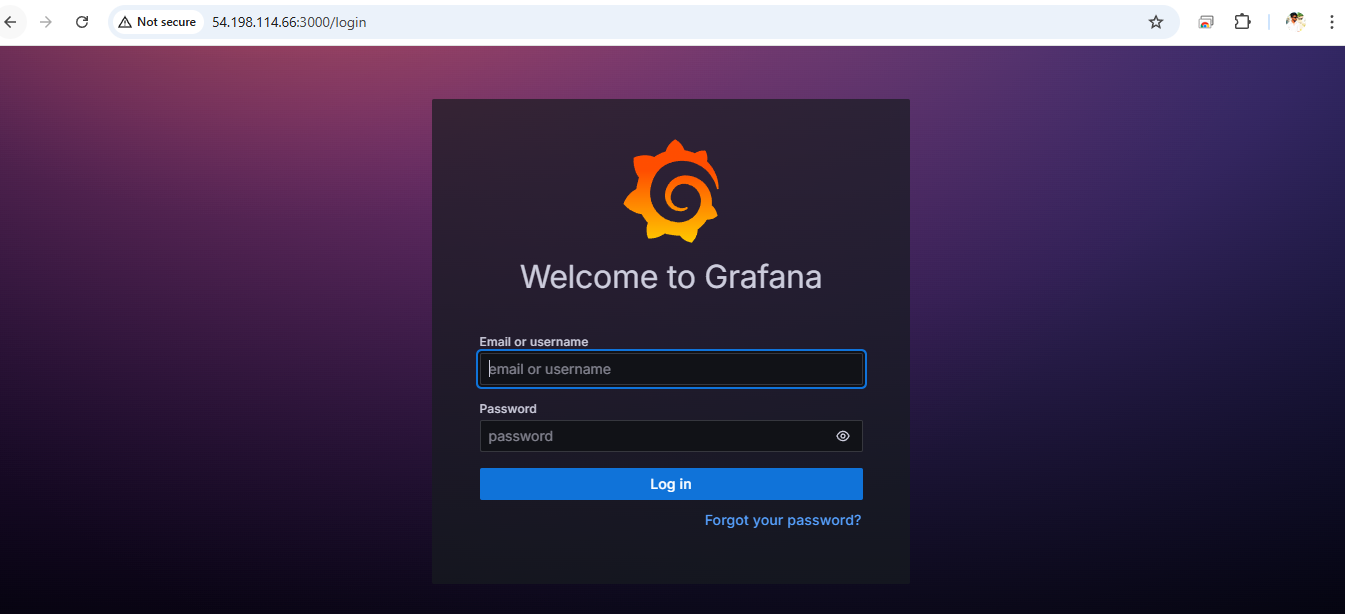 Not secure 54.198.114.66:3000/login
Welcome to Grafana
Email or username
email or username
Password
password
Log in
Forgot your password?